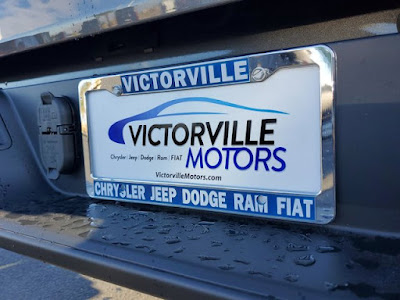 VICTORVILLE
VICTORVILLE
Chrysler | Jeep | Dodge | Ram | FIAT MOTORS
VictorvilleMotors.com
CHRYSLER JEEP DODGE RAM FIAT